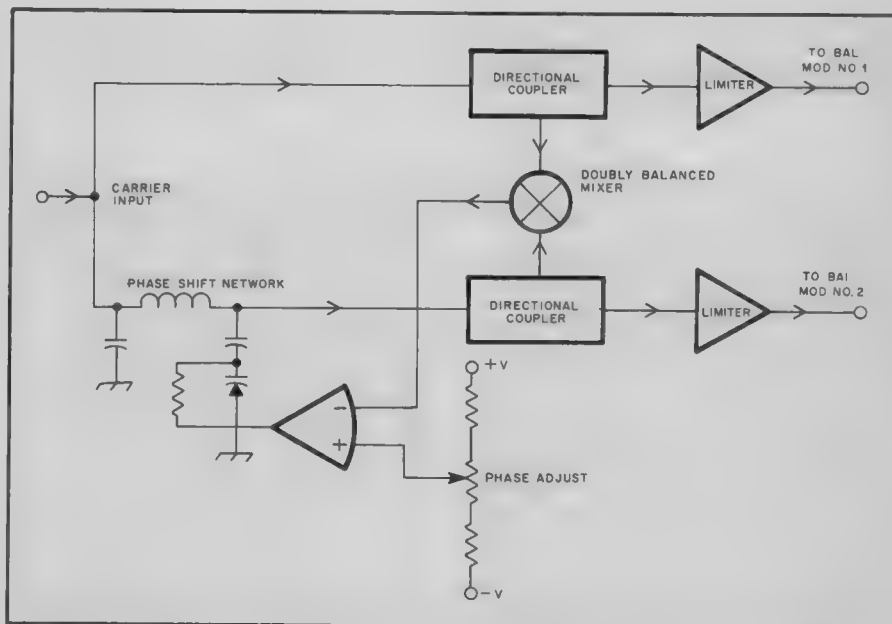 TO BAL
MOD NO.1
DIRECTIONAL
COUPLER
LIMITER
DOUBLY BALANCED
MIXER
CARRIER
INPUT
PHASE SHIFT NETWORK
TO BAl
MOD NO.2
DIRECTIONAL
COUPLER
LIMITER
+V
-
+
PHASE ADJUST
-V